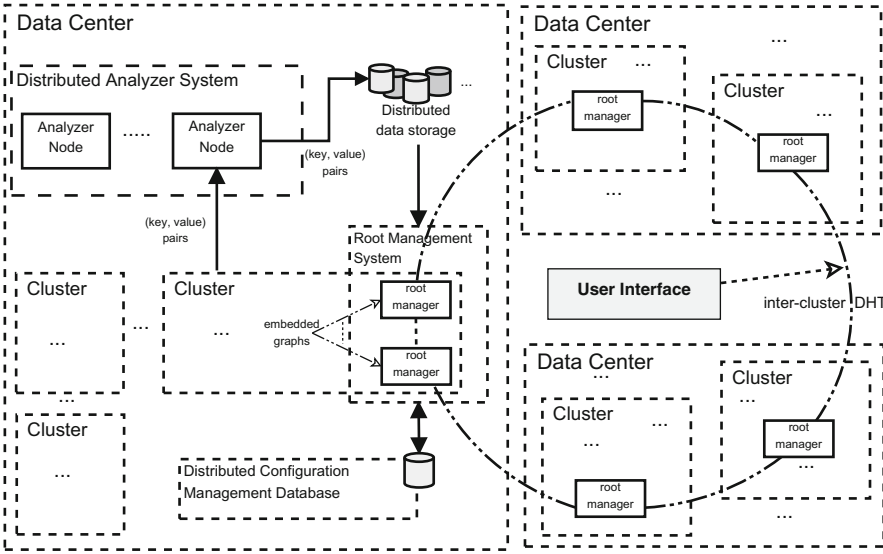 Data Center
Distributed Analyzer System
Analyzer
Node
.....
Analyzer
Node
...
Distributed
data storage
(key, value)
pairs
(key, value)
pairs
Root Management
System
Cluster
...
...
Cluster
...
embedded
graphs
root
manager
root
manager
...
Cluster
...
Distributed Configuration
Management Database
Data Center
...
Cluster ...
root
manager
...
Cluster
...
root
manager
...
User Interface
inter-cluster DHT
Data Center
...
Cluster
...
...
root
manager
Cluster
...
root
manager
...
...